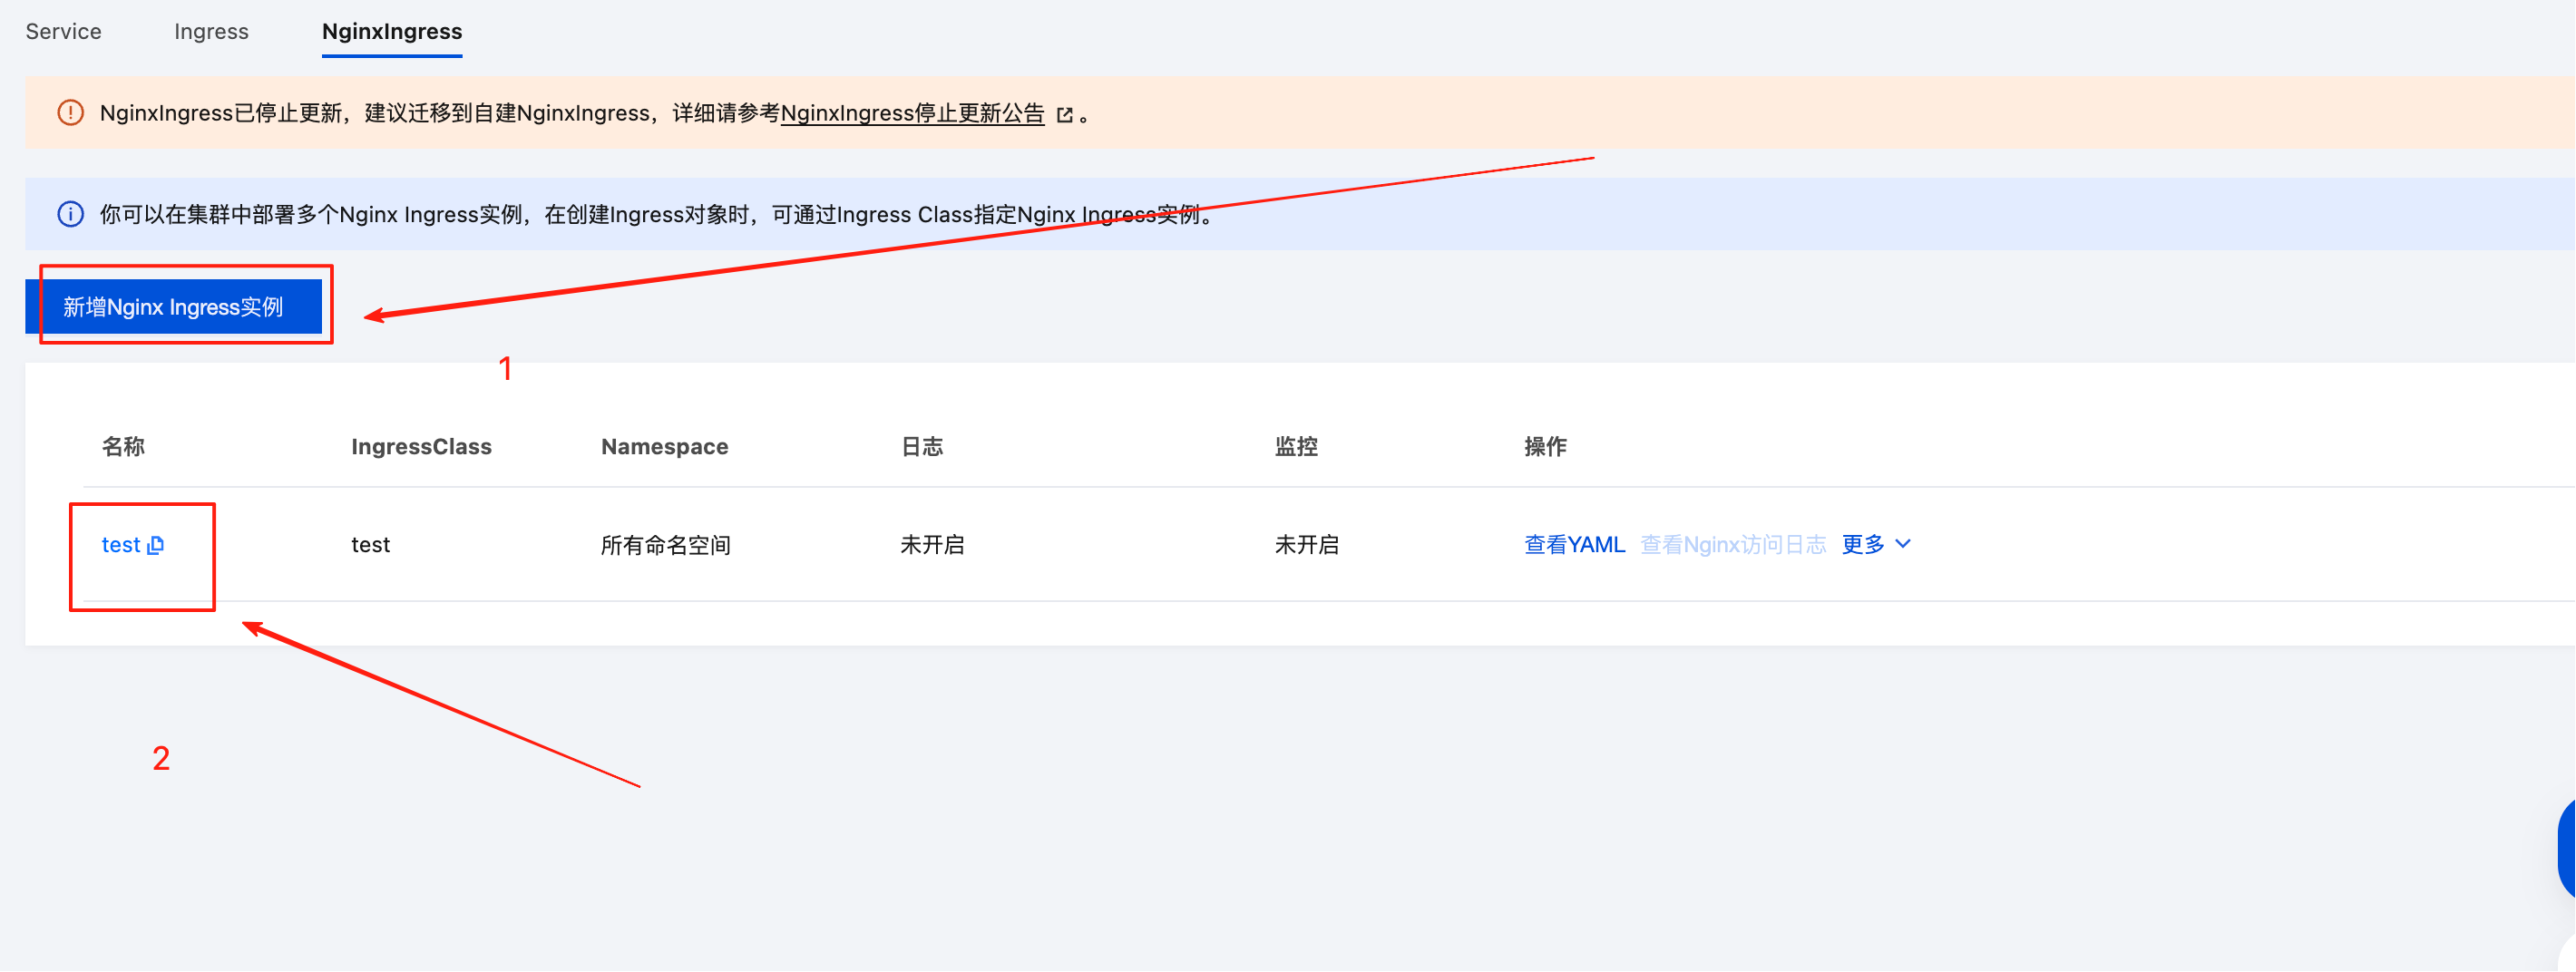 Service Ingress NginxIngress
NginxIngress已停止更新，建议迁移到自建NginxIngress，详细请参考NginxIngress停止更新公告 。
你可以在集群中部署多个Nginx Ingress实例，在创建Ingress对象时，可通过Ingress Class指定Nginx Ingress实例。
新增Nginx Ingress实例
1
名称 IngressClass Namespace 日志 监控 操作
test test 所有命名空间 未开启 未开启 查看YAML 查看Nginx访问日志 更多
2